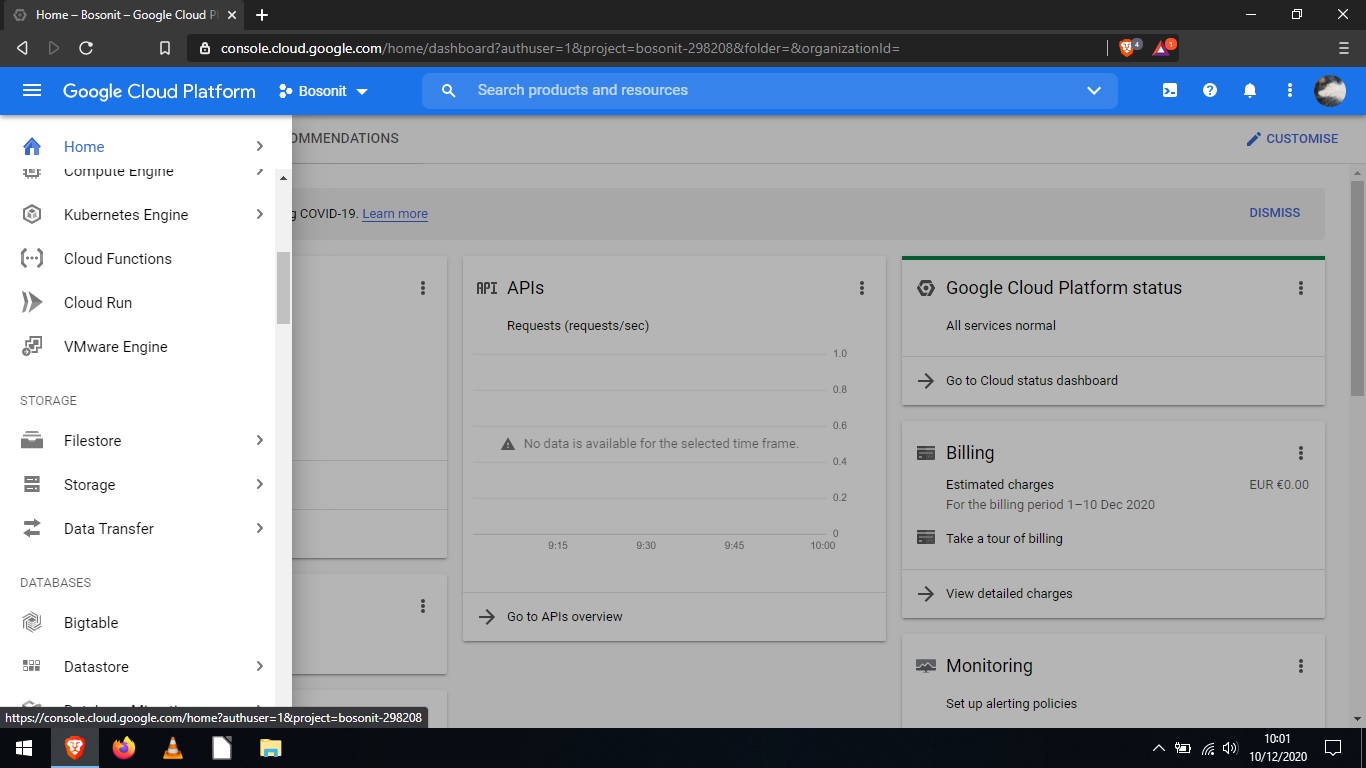 Home – Bosonit – Google Cloud P
console.cloud.google.com/home/dashboard?authuser=1&project=bosonit-298208&folder=&organizationId=
4
1
Google Cloud Platform
Bosonit
Search products and resources
Home
OMMENDATIONS
CUSTOMISE
Compute Engine
Kubernetes Engine
g COVID-19. Learn more
DISMISS
Cloud Functions
Cloud Run
VMware Engine
STORAGE
Filestore
Storage
Data Transfer
DATABASES
Bigtable
Datastore
API APIs
Requests (requests/sec)
1.0
0.8
0.6
No data is available for the selected time frame.
0.4
0.2
0
9:15 9:30 9:45 10:00
Go to APIs overview
Google Cloud Platform status
All services normal
Go to Cloud status dashboard
Billing
Estimated charges EUR €0.00
For the billing period 1–10 Dec 2020
Take a tour of billing
View detailed charges
Monitoring
Set up alerting policies
https://console.cloud.google.com/home?authuser=1&project=bosonit-298208
10:01
10/12/2020